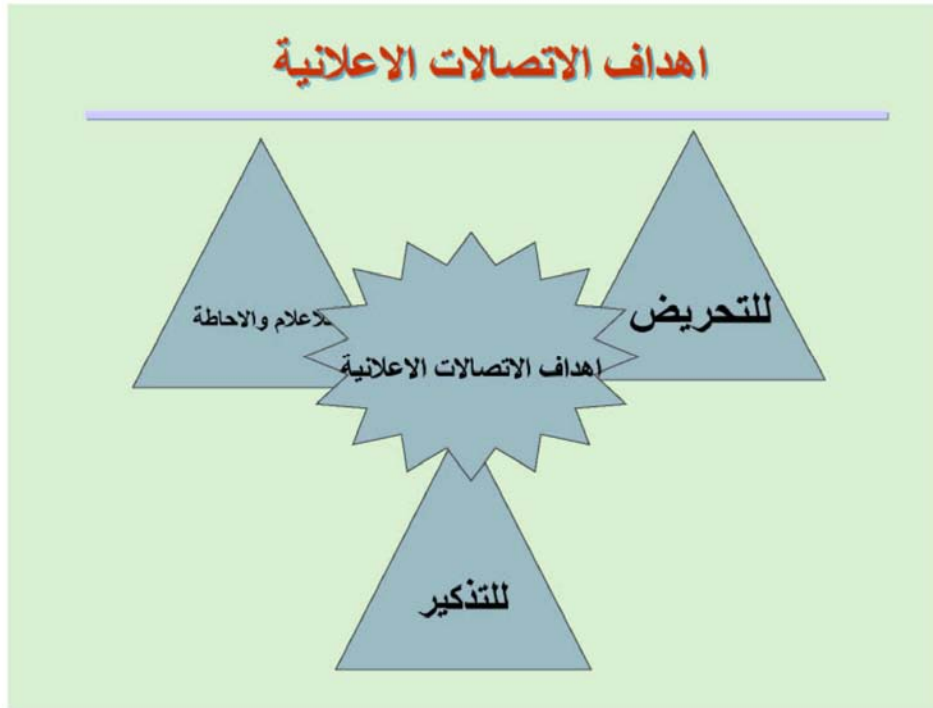 اهداف الاتصالات الاعلانية
للتحريض
للاعلام والاحاطة
اهداف الاتصالات الاعلانية
للتذكير